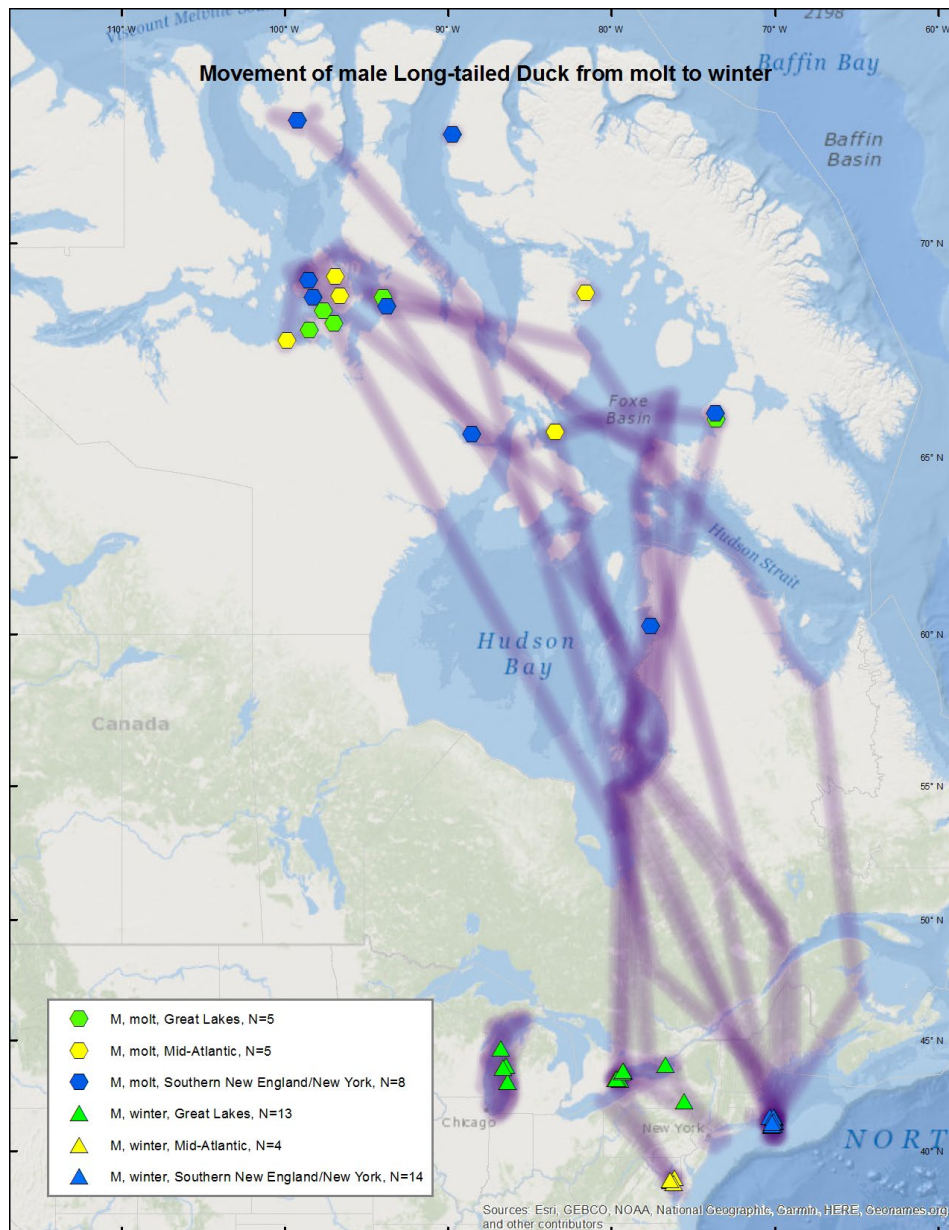 100° W 90° W 80° W 70° W 60° W
Viscount Melville Sound
2198
Movement of male Long-tailed Duck from molt to winter
Baffin Bay
Baffin
Basin
70° N
Foxe
Basin
65° N
Hudson Strait
60° N
Hudson
Bay
Canada
55° N
50° N
45° N
Chicago
New York
40° N
NORT
M, molt, Great Lakes, N=5
M, molt, Mid-Atlantic, N=5
M, molt, Southern New England/New York, N=8
M, winter, Great Lakes, N=13
M, winter, Mid-Atlantic, N=4
M, winter, Southern New England/New York, N=14
Sources: Esri, GEBCO, NOAA, National Geographic, Garmin, HERE, Geonames.org,
and other contributors